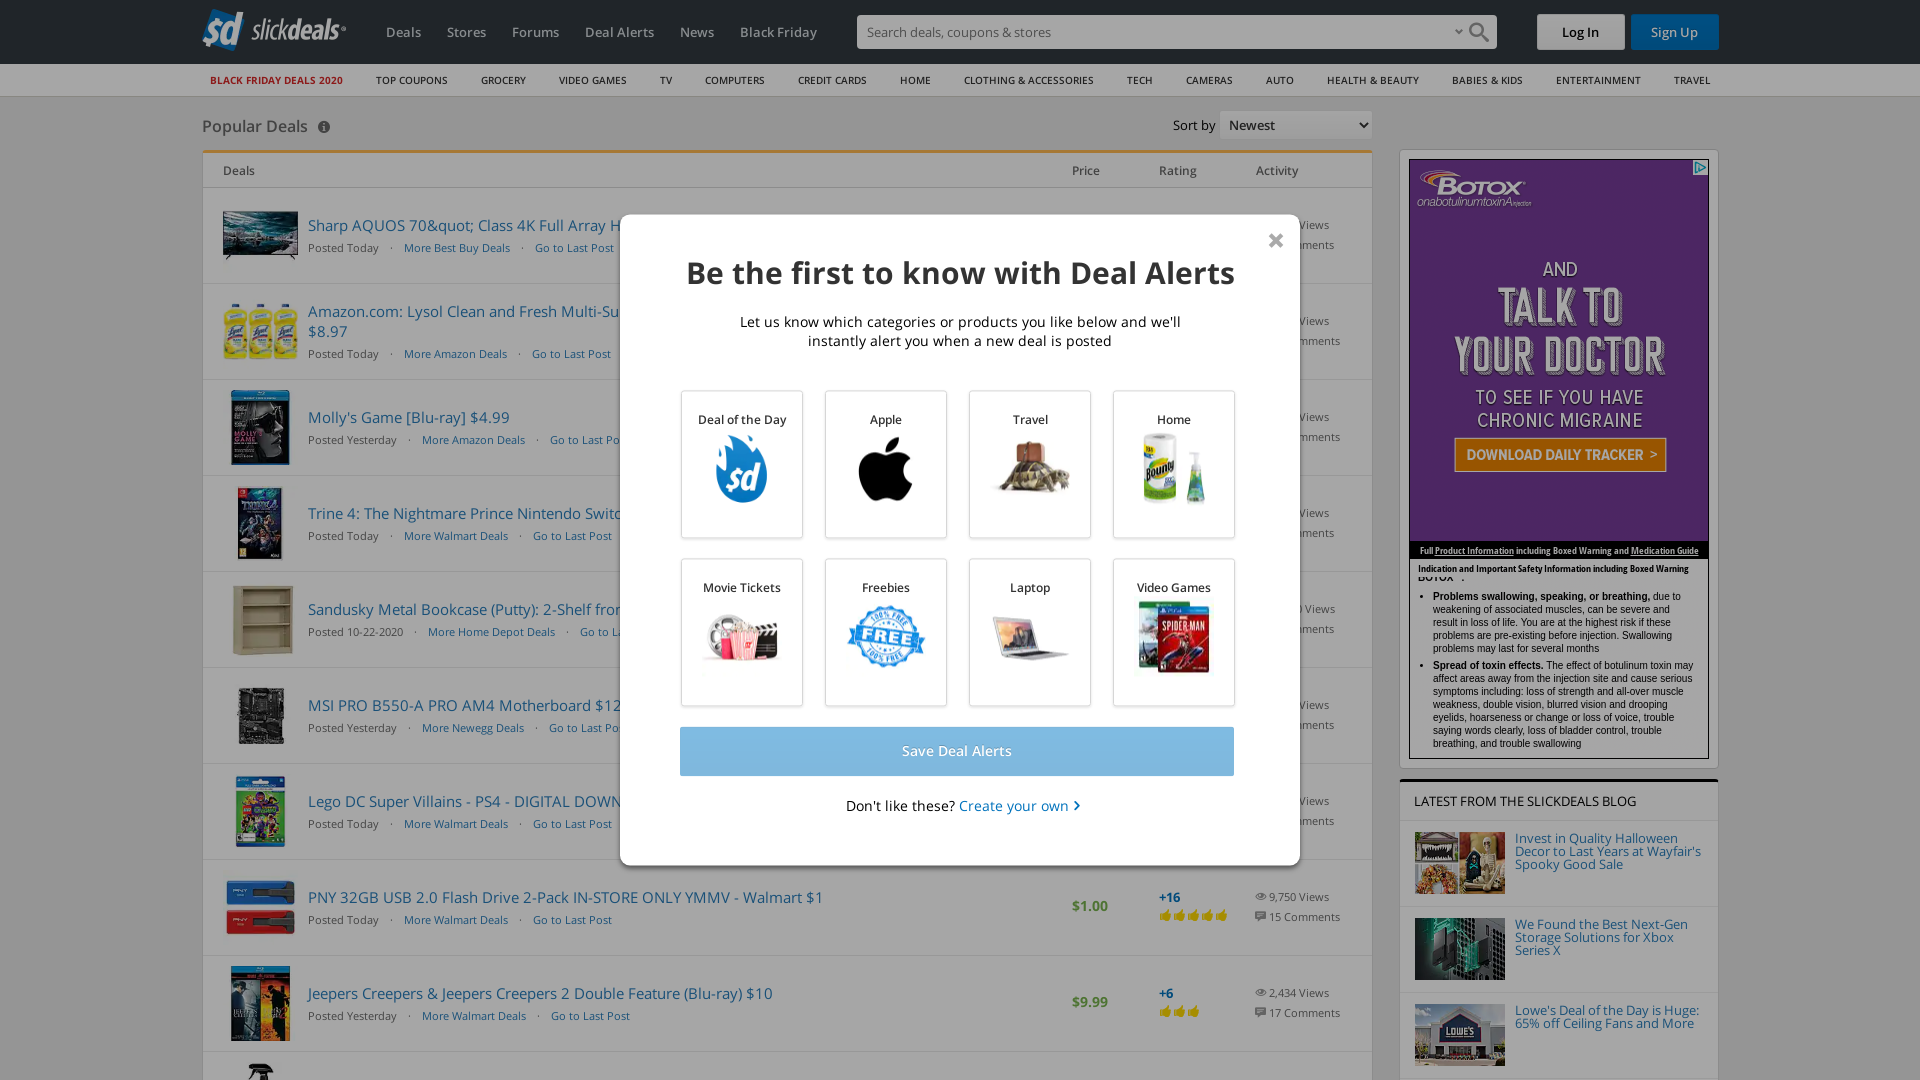 slickdeals
Deals
Stores
Forums
Deal Alerts
News
Black Friday
Search deals, coupons & stores
Log In
Sign Up
BLACK FRIDAY DEALS 2020
TOP COUPONS
GROCERY
VIDEO GAMES
TV
COMPUTERS
CREDIT CARDS
HOME
CLOTHING & ACCESSORIES
TECH
CAMERAS
AUTO
HEALTH & BEAUTY
BABIES & KIDS
ENTERTAINMENT
TRAVEL
Popular Deals
Sort by Newest
Deals
Price
Rating
Activity
Sharp AQUOS 70&quot; Class 4K Full Array H
Posted Today · More Best Buy Deals · Go to Last Post
Views
mments
Amazon.com: Lysol Clean and Fresh Multi-Su
$8.97
Posted Today · More Amazon Deals · Go to Last Post
Views
mments
Molly's Game [Blu-ray] $4.99
Posted Yesterday · More Amazon Deals · Go to Last Po
Views
mments
Trine 4: The Nightmare Prince Nintendo Switc
Posted Today · More Walmart Deals · Go to Last Post
Views
mments
Sandusky Metal Bookcase (Putty): 2-Shelf fror
Posted 10-22-2020 · More Home Depot Deals · Go to La
0 Views
mments
MSI PRO B550-A PRO AM4 Motherboard $12
Posted Yesterday · More Newegg Deals · Go to Last Po
Views
mments
Lego DC Super Villains - PS4 - DIGITAL DOWN
Posted Today · More Walmart Deals · Go to Last Post
Views
mments
PNY 32GB USB 2.0 Flash Drive 2-Pack IN-STORE ONLY YMMV - Walmart $1
Posted Today · More Walmart Deals · Go to Last Post
$1.00
+16
9,750 Views
15 Comments
Jeepers Creepers & Jeepers Creepers 2 Double Feature (Blu-ray) $10
Posted Yesterday · More Walmart Deals · Go to Last Post
$9.99
+6
2,434 Views
17 Comments
Be the first to know with Deal Alerts
Let us know which categories or products you like below and we'll
instantly alert you when a new deal is posted
Deal of the Day
sd
Apple
Travel
Home
Bounty
Movie Tickets
Freebies
100% FREE
FREE
100% FREE
Laptop
Video Games
SPIDER-MAN
Save Deal Alerts
Don't like these? Create your own
BOTOX
onabotulinumtoxinA injection
AND
TALK TO
YOUR DOCTOR
TO SEE IF YOU HAVE
CHRONIC MIGRAINE
DOWNLOAD DAILY TRACKER >
Full Product Information including Boxed Warning and Medication Guide
Indication and Important Safety Information including Boxed Warning
• Problems swallowing, speaking, or breathing, due to
weakening of associated muscles, can be severe and
result in loss of life. You are at the highest risk if these
problems are pre-existing before injection. Swallowing
problems may last for several months
• Spread of toxin effects. The effect of botulinum toxin may
affect areas away from the injection site and cause serious
symptoms including: loss of strength and all-over muscle
weakness, double vision, blurred vision and drooping
eyelids, hoarseness or change or loss of voice, trouble
saying words clearly, loss of bladder control, trouble
breathing, and trouble swallowing
LATEST FROM THE SLICKDEALS BLOG
Invest in Quality Halloween
Decor to Last Years at Wayfair's
Spooky Good Sale
We Found the Best Next-Gen
Storage Solutions for Xbox
Series X
LOWE'S
Lowe's Deal of the Day is Huge:
65% off Ceiling Fans and More